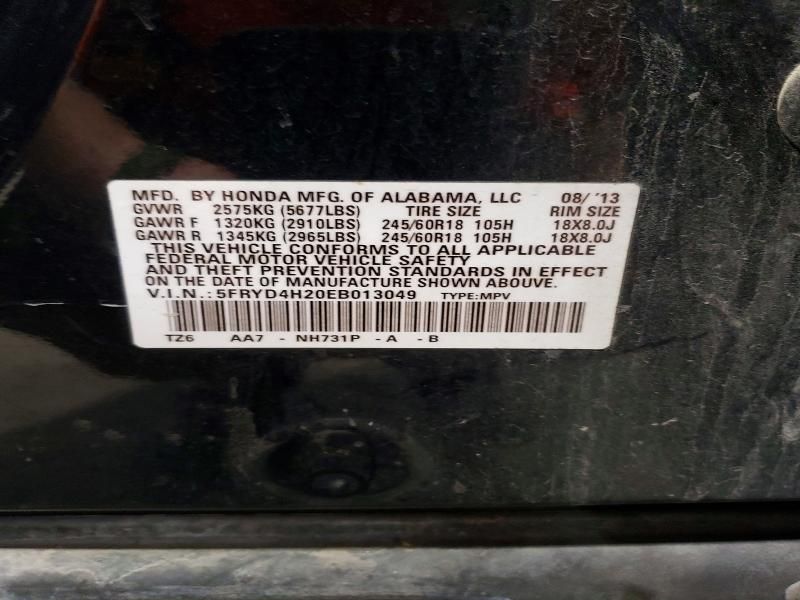 MFD. BY HONDA MFG. OF ALABAMA, LLC 08/ '13
GVWR 2575KG (5677LBS) TIRE SIZE RIM SIZE
GAWR F 1320KG (2910LBS) 245/60R18 105H 18X8.0J
GAWR R 1345KG (2965LBS) 245/60R18 105H 18X8.0J
THIS VEHICLE CONFORMS TO ALL APPLICABLE
FEDERAL MOTOR VEHICLE SAFETY
AND THEFT PREVENTION STANDARDS IN EFFECT
ON THE DATE OF MANUFACTURE SHOWN ABOUVE.
V.I.N.: 5FRYD4H20EB013049 TYPE:MPV
TZ6 AA7 - NH731P - A - B